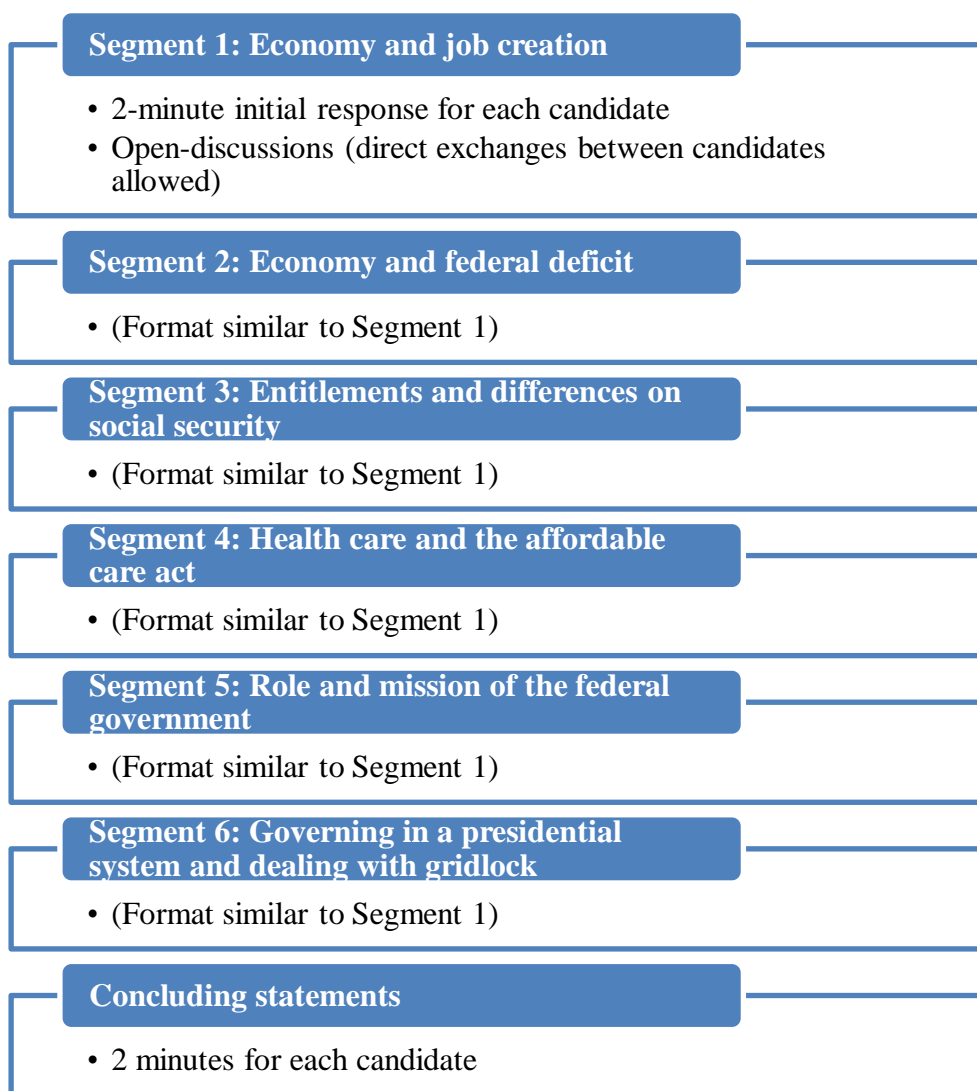 Segment 1: Economy and job creation
• 2-minute initial response for each candidate
• Open-discussions (direct exchanges between candidates
allowed)
Segment 2: Economy and federal deficit
• (Format similar to Segment 1)
Segment 3: Entitlements and differences on
social security
• (Format similar to Segment 1)
Segment 4: Health care and the affordable
care act
• (Format similar to Segment 1)
Segment 5: Role and mission of the federal
government
• (Format similar to Segment 1)
Segment 6: Governing in a presidential
system and dealing with gridlock
• (Format similar to Segment 1)
Concluding statements
• 2 minutes for each candidate